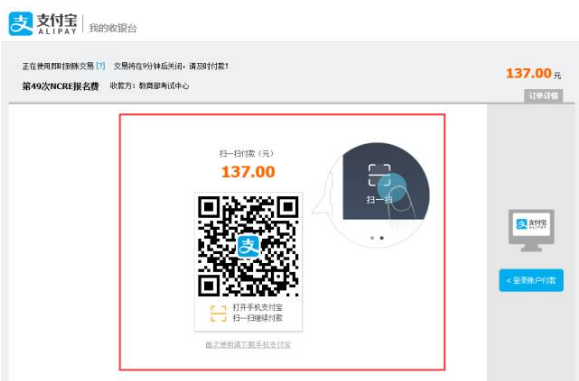 支付宝 ALIPAY 我的收银台
正在使用即时到账交易 [?] 交易将在9分钟后关闭，请及时付款！
第49次NCRE报名费 收款方：教育部考试中心
137.00 元
订单详情
扫一扫付款（元）
137.00
扫一扫
支付宝
ALIPAY
< 登录账户付款
打开手机支付宝
扫一扫继续付款
首次使用请下载手机支付宝